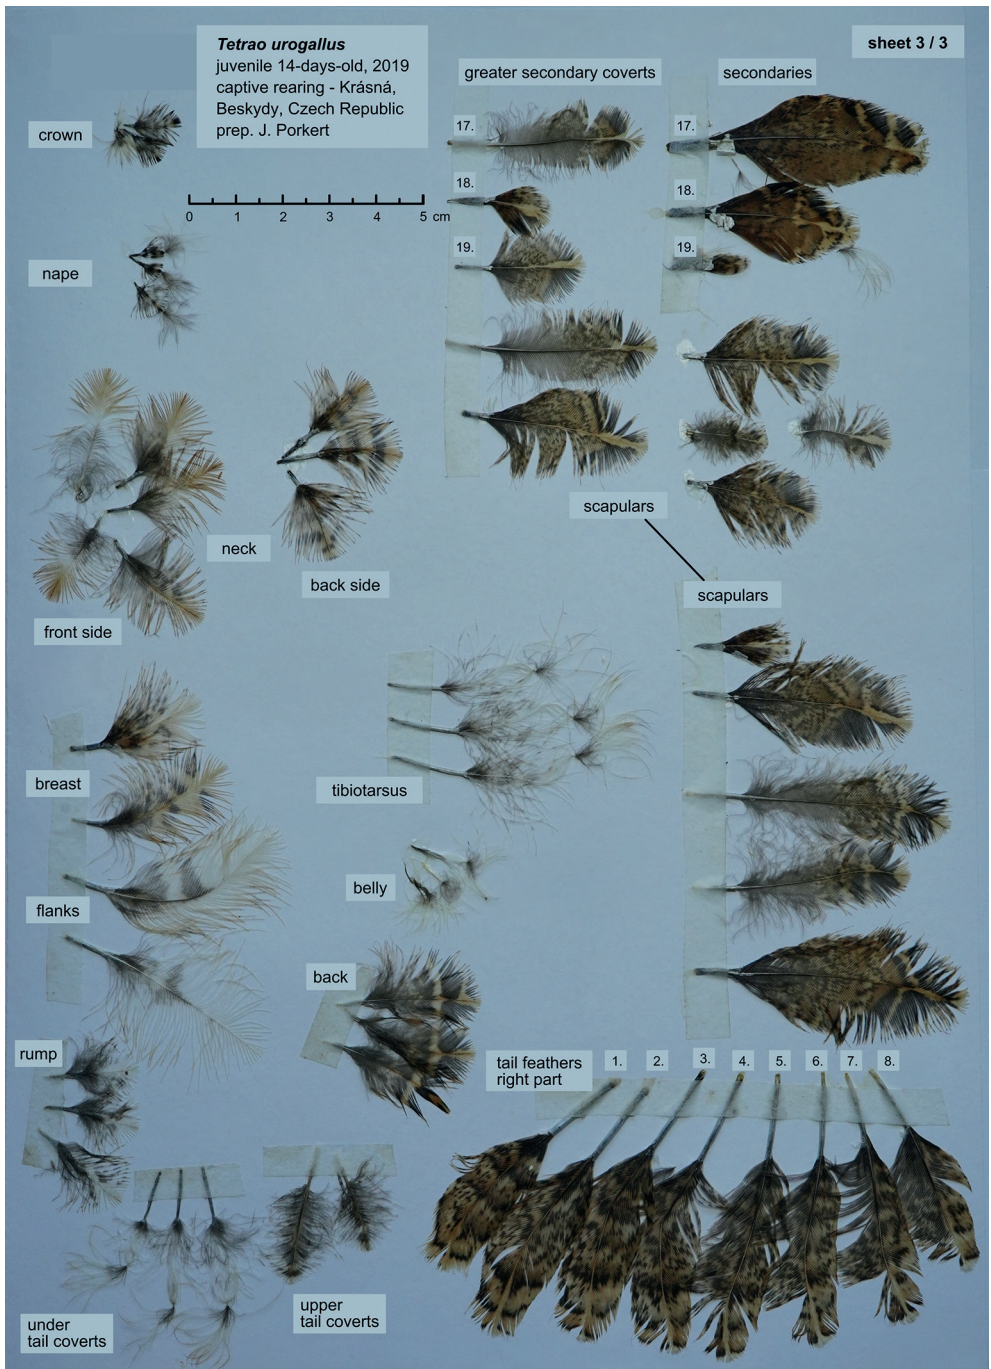 Tetrao urogallus
juvenile 14-days-old, 2019
captive rearing - Krásná,
Beskydy, Czech Republic
prep. J. Porkert
sheet 3 / 3
greater secondary coverts
secondaries
crown
17.
17.
18.
18.
0 1 2 3 4 5 cm
19.
19.
nape
scapulars
neck
back side
scapulars
front side
breast
tibiotarsus
belly
flanks
back
rump
tail feathers
right part
1. 2. 3. 4. 5. 6. 7. 8.
under
tail coverts
upper
tail coverts